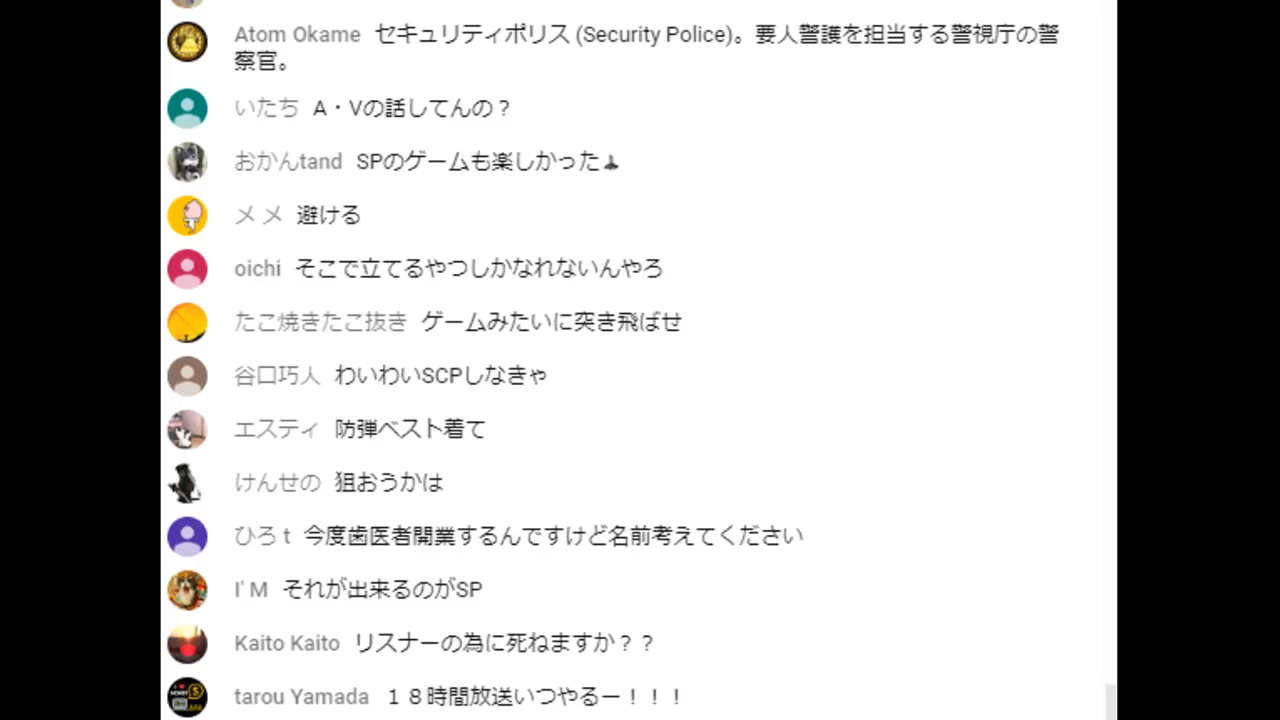 Atom Okame セキュリティポリス (Security Police)。要人警護を担当する警視庁の警
察官。
いたち A・Vの話してんの？
おかんtand SPのゲームも楽しかった
メ メ 避ける
oichi そこで立てるやつしかなれないんやろ
たこ焼きたこ抜き ゲームみたいに突き飛ばせ
谷口巧人 わいわいSCPしなきゃ
エスティ 防弾ベスト着て
けんせの 狙おうかは
ひろ t 今度歯医者開業するんですけど名前考えてください
I' M それが出来るのがSP
Kaito Kaito リスナーの為に死ねますか？？
tarou Yamada １８時間放送いつやるー！！！